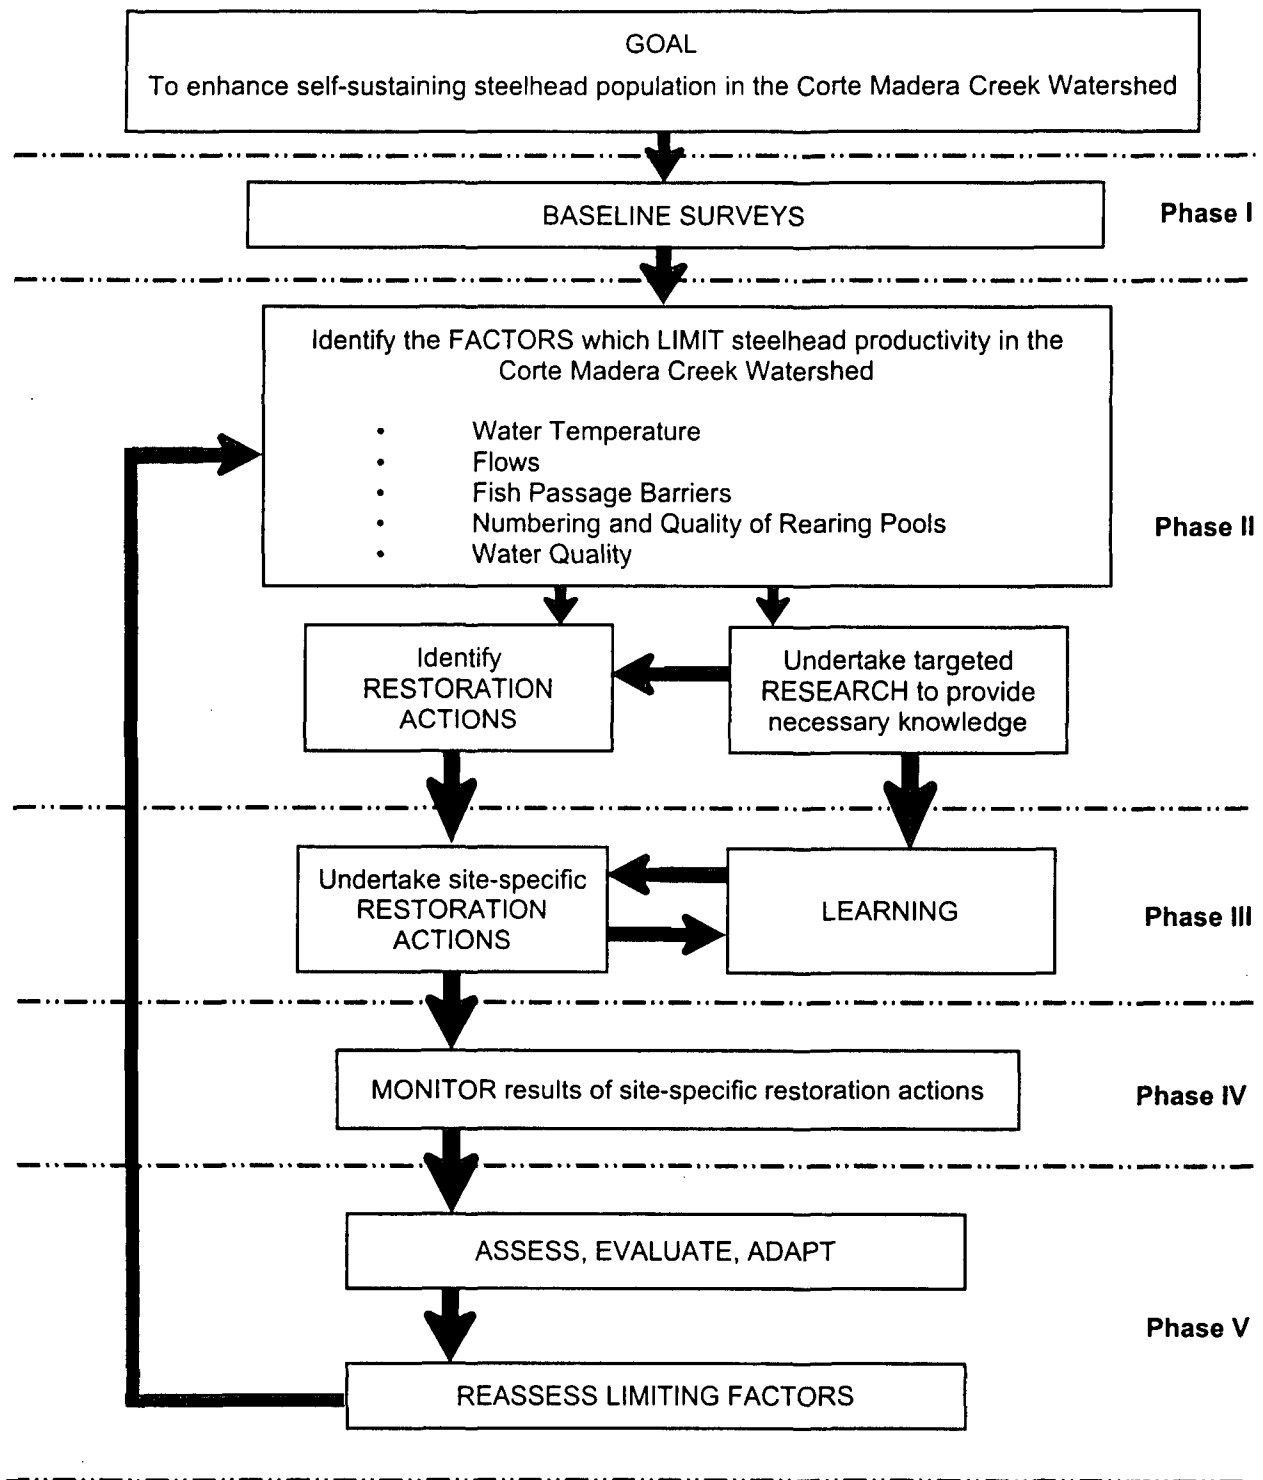 GOAL
To enhance self-sustaining steelhead population in the Corte Madera Creek Watershed
BASELINE SURVEYS
Phase I
Identify the FACTORS which LIMIT steelhead productivity in the
Corte Madera Creek Watershed
• Water Temperature
• Flows
• Fish Passage Barriers
• Numbering and Quality of Rearing Pools
• Water Quality
Phase II
Identify
RESTORATION
ACTIONS
Undertake targeted
RESEARCH to provide
necessary knowledge
Undertake site-specific
RESTORATION
ACTIONS
LEARNING
Phase III
MONITOR results of site-specific restoration actions
Phase IV
ASSESS, EVALUATE, ADAPT
Phase V
REASSESS LIMITING FACTORS